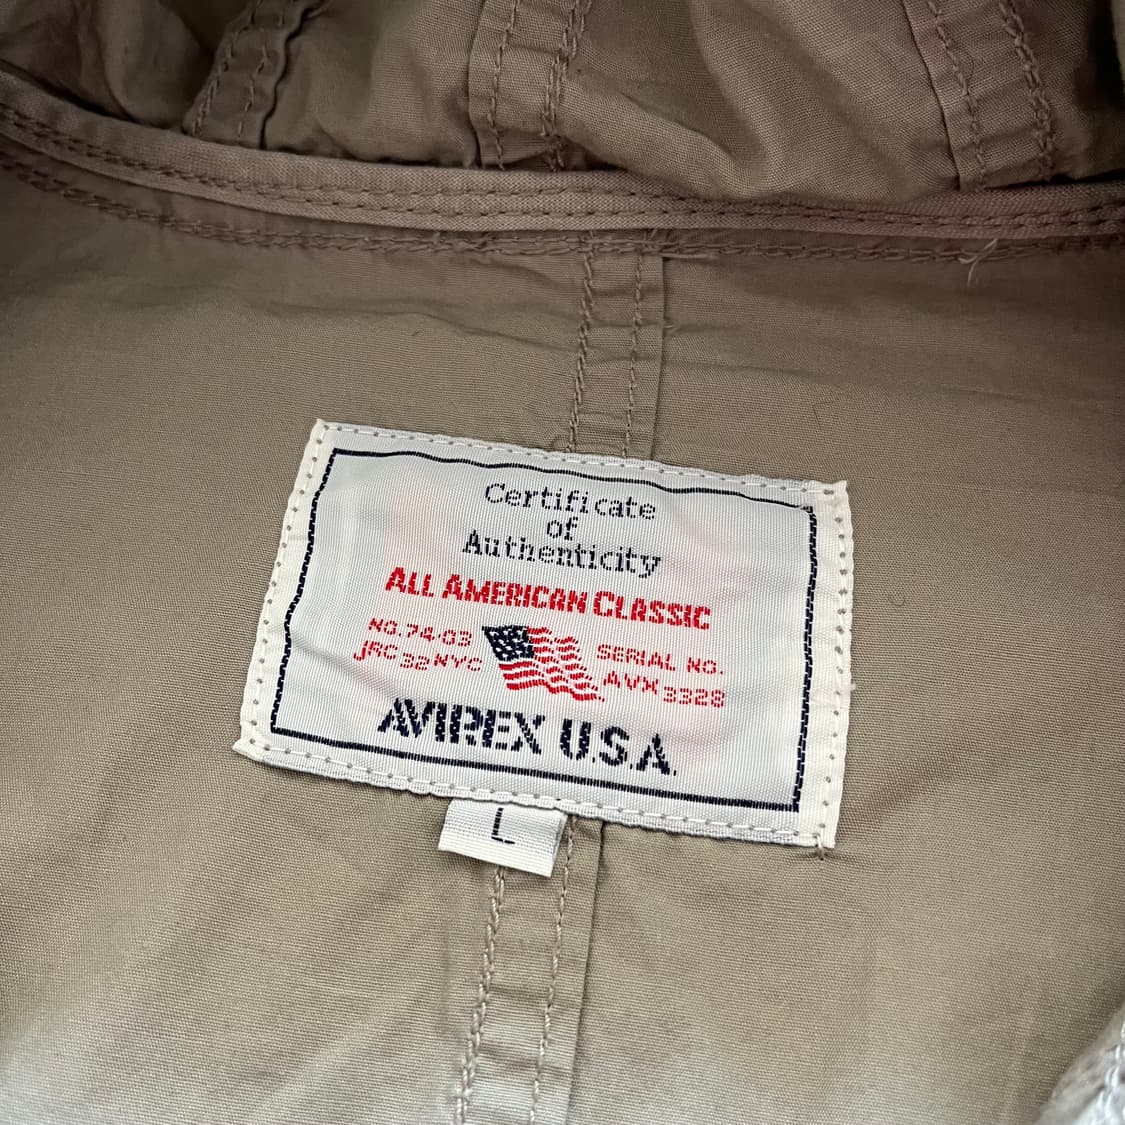 Certificate
of
Authenticity
ALL AMERICAN CLASSIC
NO.74-03
JRC 32 NYC
SERIAL NO.
AVX 3328
AVIREX U.S.A.
L